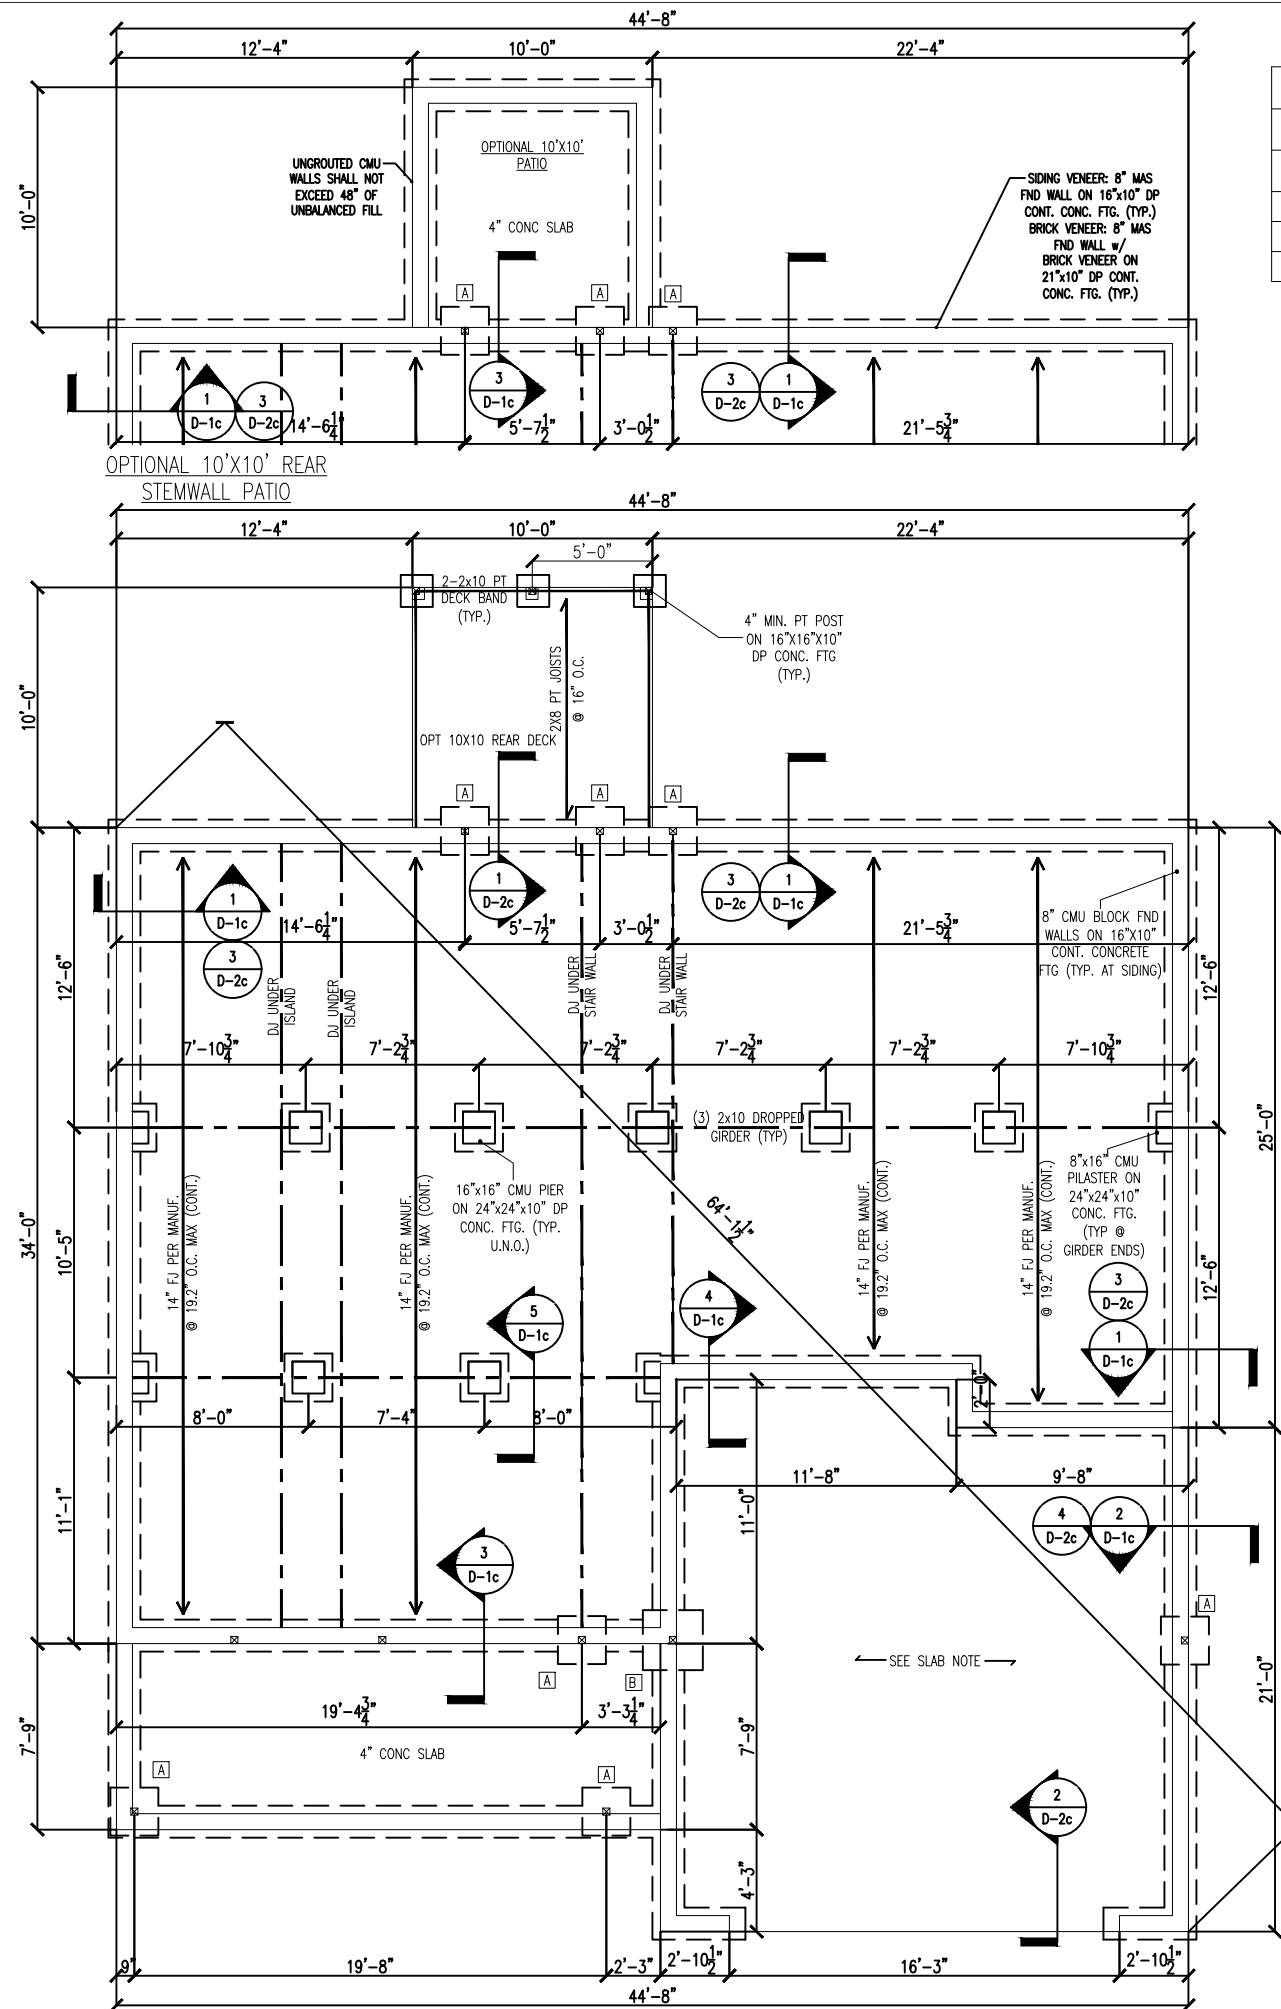 44'-8"
12'-4"
10'-0"
22'-4"
10'-0"
OPTIONAL 10'X10'
PATIO
4" CONC SLAB
UNGROUTED CMU
WALLS SHALL NOT
EXCEED 48" OF
UNBALANCED FILL
SIDING VENEER: 8" MAS
FND WALL ON 16"x10" DP
CONT. CONC. FTG. (TYP.)
BRICK VENEER: 8" MAS
FND WALL w/
BRICK VENEER ON
21"x10" DP CONT.
CONC. FTG. (TYP.)
A
A
A
1
D-1c
3
D-2c
3
D-1c
3
D-2c
1
D-1c
14'-6 1/4"
5'-7 1/2"
3'-0 1/2"
21'-5 3/4"
OPTIONAL 10'X10' REAR
STEMWALL PATIO
44'-8"
12'-4"
10'-0"
22'-4"
5'-0"
2-2x10 PT
DECK BAND
(TYP.)
4" MIN. PT POST
ON 16"X16"X10"
DP CONC. FTG
(TYP.)
10'-0"
2X8 PT JOISTS
@ 16" O.C.
OPT 10X10 REAR DECK
A
A
A
1
D-1c
3
D-2c
1
D-2c
3
D-2c
1
D-1c
14'-6 1/4"
5'-7 1/2"
3'-0 1/2"
21'-5 3/4"
8" CMU BLOCK FND
WALLS ON 16"X10"
CONT. CONCRETE
FTG (TYP. AT SIDING)
12'-6"
12'-6"
DJ UNDER
ISLAND
DJ UNDER
ISLAND
DJ UNDER
STAIR WALL
DJ UNDER
STAIR WALL
7'-10 3/4"
7'-2 3/4"
7'-2 3/4"
7'-2 3/4"
7'-2 3/4"
7'-10 3/4"
(3) 2x10 DROPPED
GIRDER (TYP)
25'-0"
34'-0"
10'-5"
16"x16" CMU PIER
ON 24"x24"x10" DP
CONC. FTG. (TYP.
U.N.O.)
8"x16" CMU
PILASTER ON
24"x24"x10"
CONC. FTG.
(TYP @
GIRDER ENDS)
14" FJ PER MANUF.
@ 19.2" O.C. MAX (CONT.)
14" FJ PER MANUF.
@ 19.2" O.C. MAX (CONT.)
14" FJ PER MANUF.
@ 19.2" O.C. MAX (CONT.)
14" FJ PER MANUF.
@ 19.2" O.C. MAX (CONT.)
64'-1 1/2"
12'-6"
5
D-1c
4
D-1c
3
D-2c
1
D-1c
8'-0"
7'-4"
8'-0"
2'-0"
11'-8"
9'-8"
11'-1"
11'-0"
4
D-2c
2
D-1c
3
D-1c
A
A
B
SEE SLAB NOTE
21'-0"
19'-4 3/4"
3'-3 1/4"
7'-9"
7'-9"
4" CONC SLAB
A
A
2
D-2c
4'-3"
9"
19'-8"
2'-3"
2'-10 1/2"
16'-3"
2'-10 1/2"
44'-8"